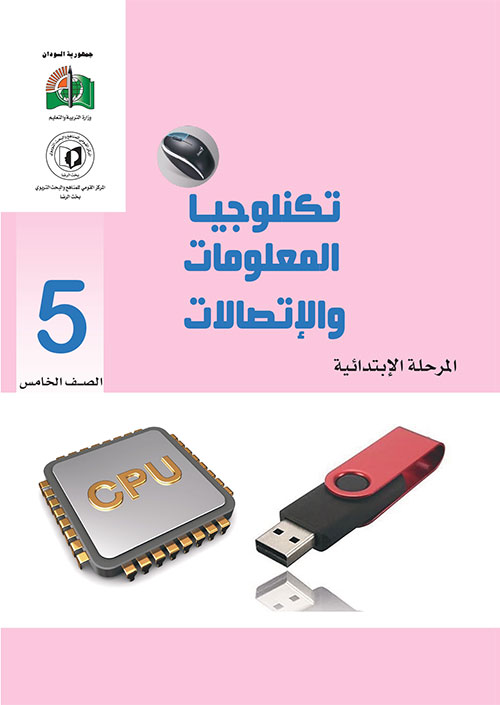 جمهورية السودان
وزارة التربية والتعليم
المركز القومي للمناهج والبحث التربوي
بخت الرضا
تكنلوجيا
المعلومات
والإتصالات
5
المرحلة الإبتدائية
الصف الخامس
CPU